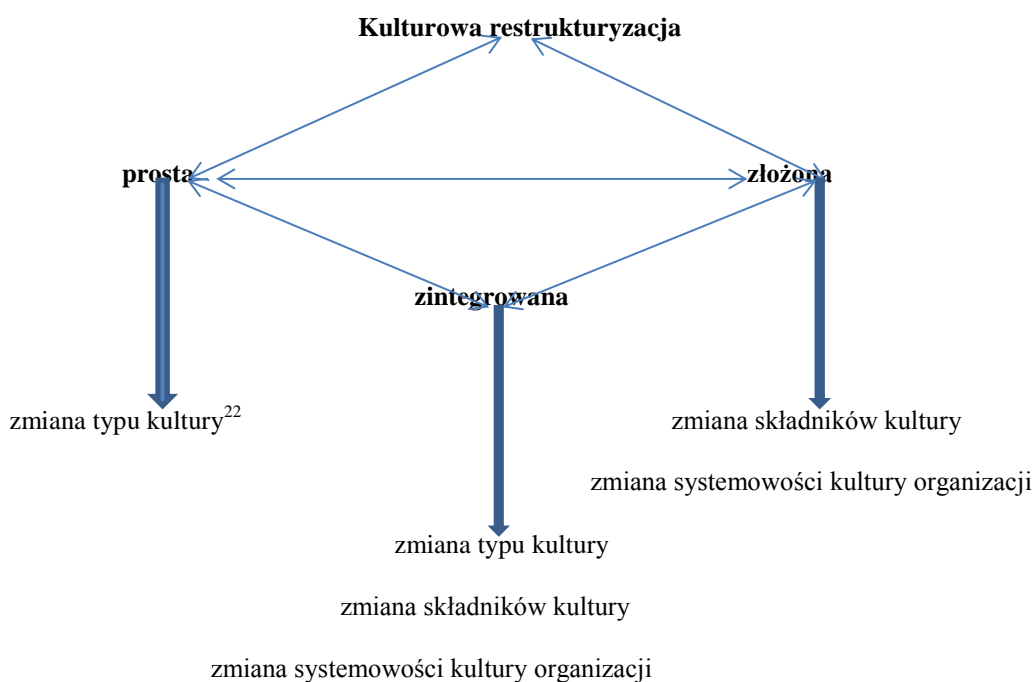 Kulturowa restrukturyzacja
prosta złożona
zintegrowana
zmiana typu kultury22 zmiana składników kultury
zmiana systemowości kultury organizacji
zmiana typu kultury
zmiana składników kultury
zmiana systemowości kultury organizacji